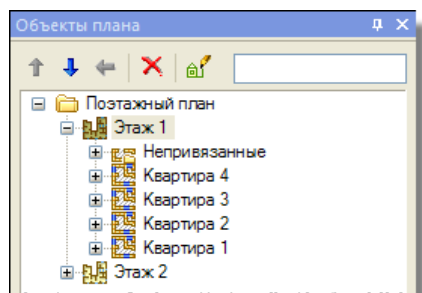 Объекты плана
Поэтажный план
Этаж 1
Непривязанные
Квартира 4
Квартира 3
Квартира 2
Квартира 1
Этаж 2